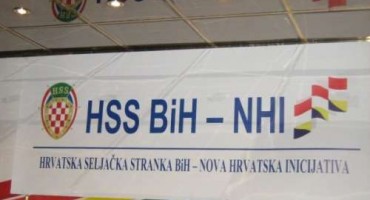 HSS
HSS BiH – NHI
HRVATSKA SELJAČKA STRANKA BiH – NOVA HRVATSKA INICIJATIVA